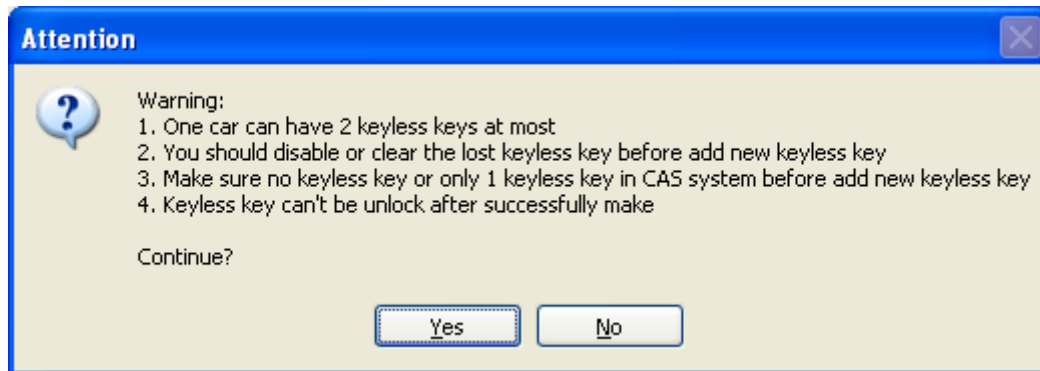 Attention
Warning:
1. One car can have 2 keyless keys at most
2. You should disable or clear the lost keyless key before add new keyless key
3. Make sure no keyless key or only 1 keyless key in CAS system before add new keyless key
4. Keyless key can't be unlock after successfully make
Continue?
Yes No